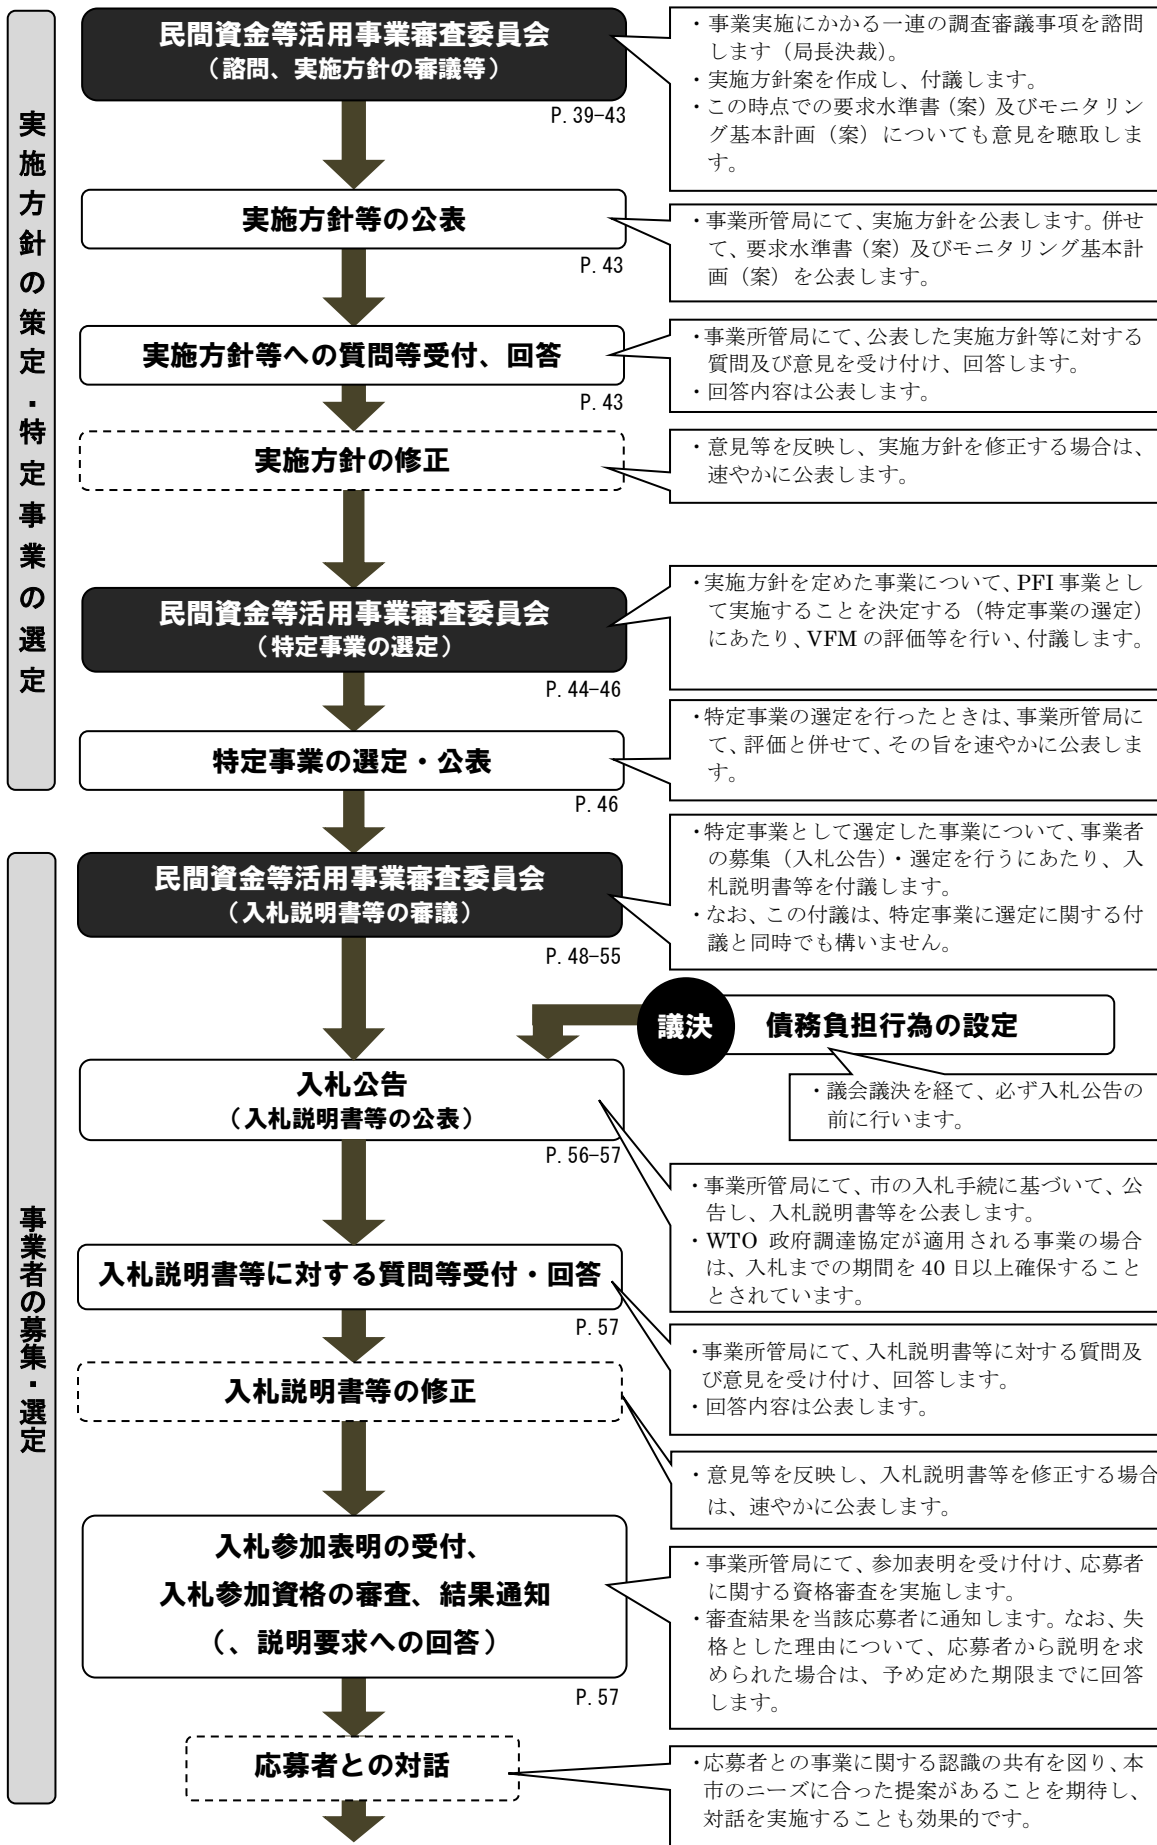 実施方針の策定・特定事業の選定
民間資金等活用事業審査委員会
（諮問、実施方針の審議等）
P.39-43
・事業実施にかかる一連の調査審議事項を諮問
します（局長決裁）。
・実施方針案を作成し、付議します。
・この時点での要求水準書（案）及びモニタリン
グ基本計画（案）についても意見を聴取しま
す。
実施方針等の公表
P.43
・事業所管局にて、実施方針を公表します。併せ
て、要求水準書（案）及びモニタリング基本計
画（案）を公表します。
実施方針等への質問等受付、回答
P.43
・事業所管局にて、公表した実施方針等に対する
質問及び意見を受け付け、回答します。
・回答内容は公表します。
実施方針の修正
・意見等を反映し、実施方針を修正する場合は、
速やかに公表します。
民間資金等活用事業審査委員会
（特定事業の選定）
P.44-46
・実施方針を定めた事業について、PFI 事業とし
て実施することを決定する（特定事業の選定）
にあたり、VFM の評価等を行い、付議します。
特定事業の選定・公表
P.46
・特定事業の選定を行ったときは、事業所管局に
て、評価と併せて、その旨を速やかに公表しま
す。
事業者の募集・選定
民間資金等活用事業審査委員会
（入札説明書等の審議）
P.48-55
・特定事業として選定した事業について、事業者
の募集（入札公告）・選定を行うにあたり、入
札説明書等を付議します。
・なお、この付議は、特定事業に選定に関する付
議と同時でも構いません。
議決
債務負担行為の設定
・議会議決を経て、必ず入札公告の
前に行います。
入札公告
（入札説明書等の公表）
P.56-57
・事業所管局にて、市の入札手続に基づいて、公
告し、入札説明書等を公表します。
・WTO 政府調達協定が適用される事業の場合
は、入札までの期間を 40 日以上確保すること
とされています。
入札説明書等に対する質問等受付・回答
P.57
・事業所管局にて、入札説明書等に対する質問及
び意見を受け付け、回答します。
・回答内容は公表します。
入札説明書等の修正
・意見等を反映し、入札説明書等を修正する場合
は、速やかに公表します。
入札参加表明の受付、
入札参加資格の審査、結果通知
（、説明要求への回答）
P.57
・事業所管局にて、参加表明を受け付け、応募者
に関する資格審査を実施します。
・審査結果を当該応募者に通知します。なお、失
格とした理由について、応募者から説明を求
められた場合は、予め定めた期限までに回答
します。
応募者との対話
・応募者との事業に関する認識の共有を図り、本
市のニーズに合った提案があることを期待し、
対話を実施することも効果的です。